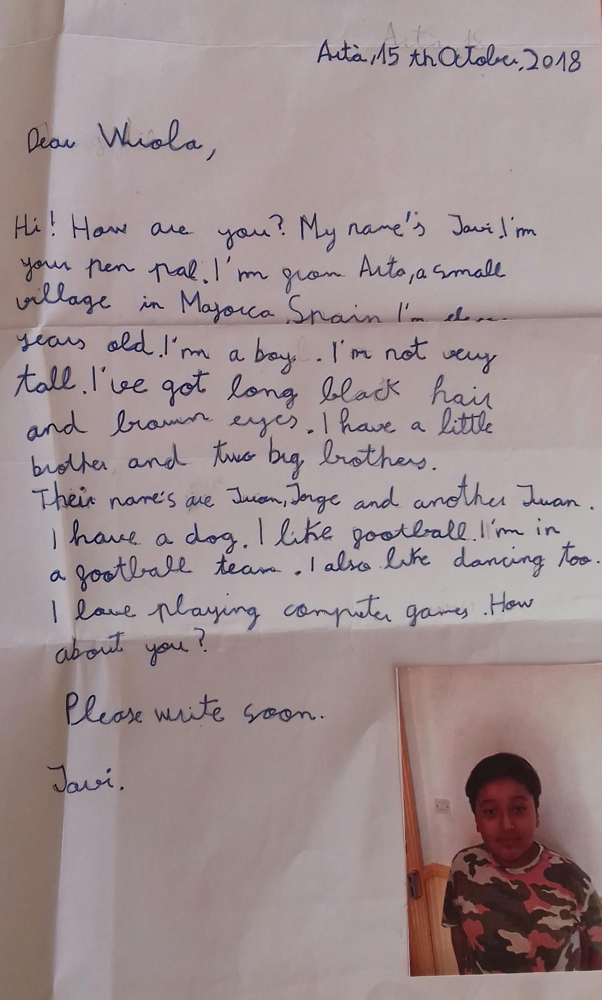 Artà, 15 th October, 2018
Dear Wiola,
Hi! How are you? My name's Javi. I'm
your pen pal. I'm from Arta, a small
village in Majorca, Spain I'm
years old. I'm a boy. I'm not very
tall. I've got long black hair
and brown eyes. I have a little
brother and two big brothers.
Their name's are Juan, Jorge and another Juan.
I have a dog. I like football. I'm in
a football team. I also like dancing too.
I love playing computer games. How
about you?
Please write soon.
Javi.